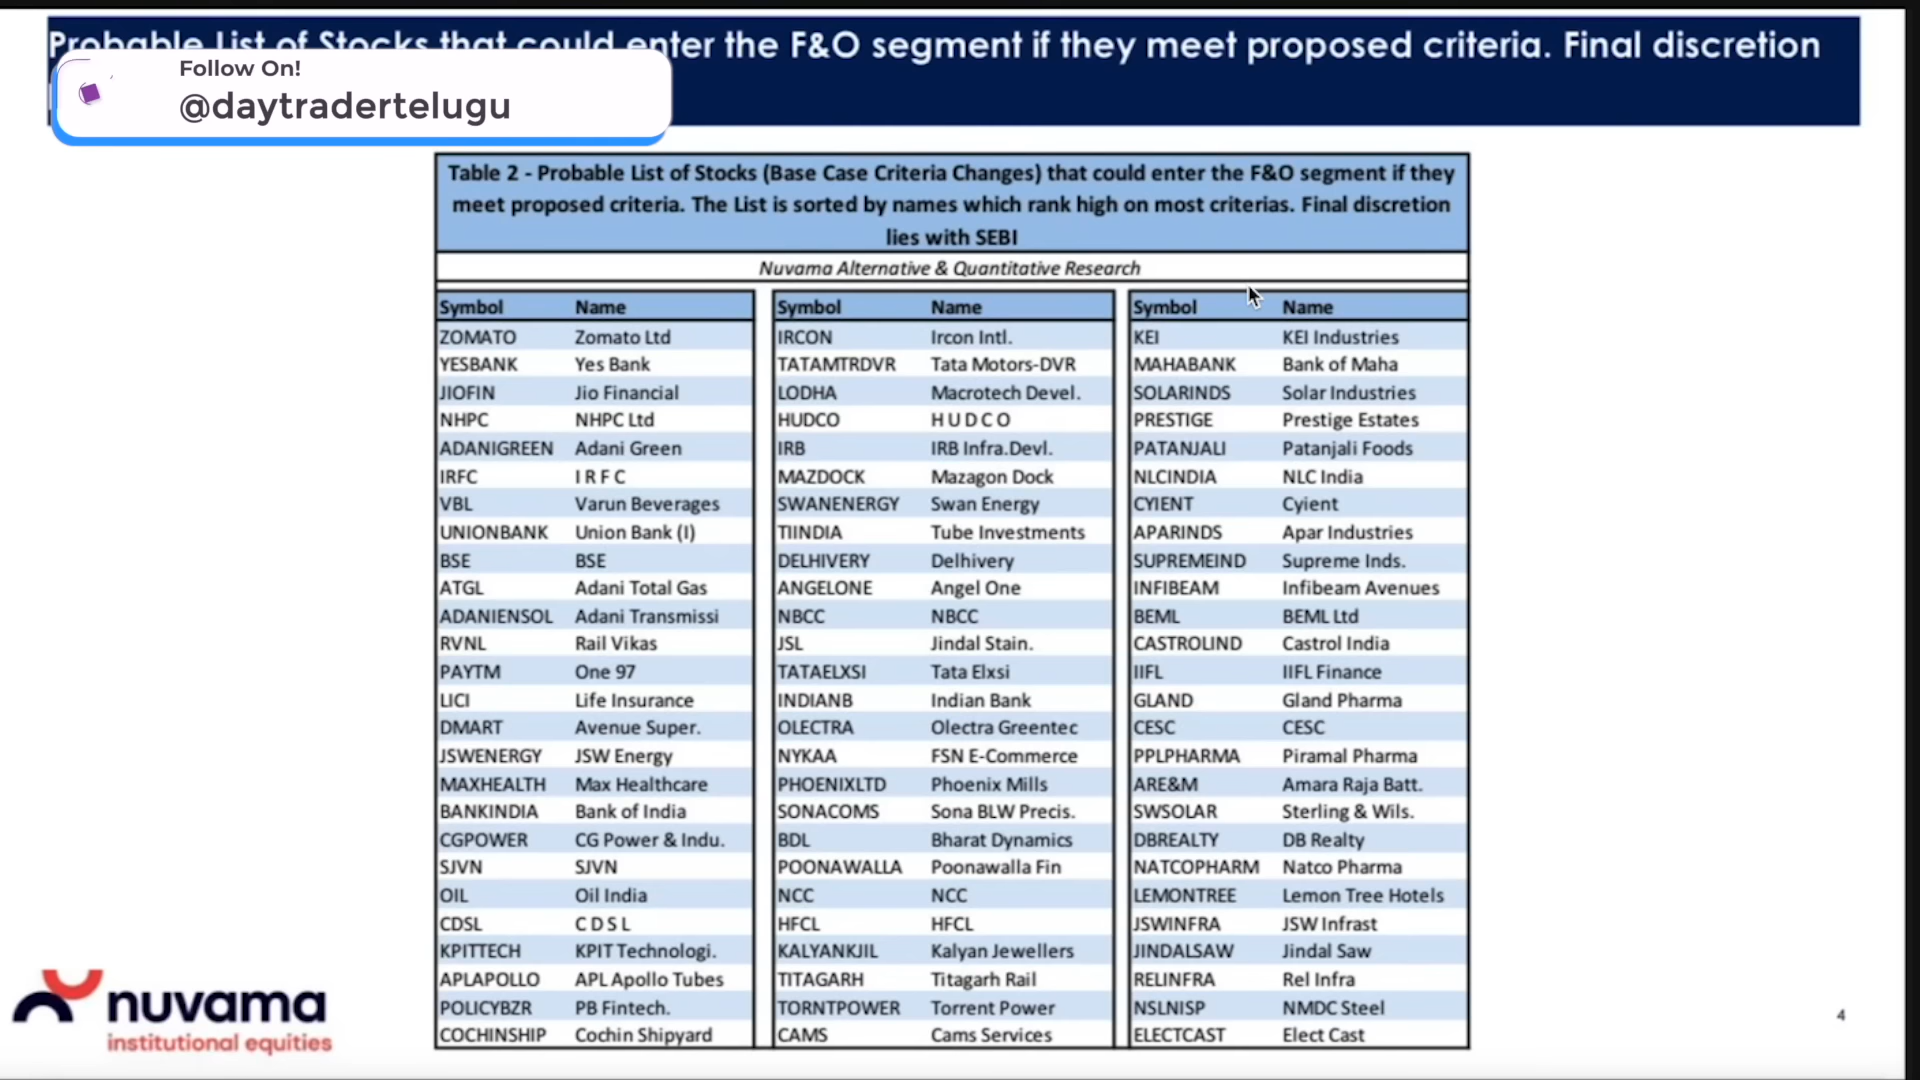 Probable List of Stocks that could enter the F&O segment if they meet proposed criteria. Final discretion
Follow On!
@daytradertelugu
Table 2 - Probable List of Stocks (Base Case Criteria Changes) that could enter the F&O segment if they
meet proposed criteria. The List is sorted by names which rank high on most criterias. Final discretion
lies with SEBI
Nuvama Alternative & Quantitative Research
Symbol Name Symbol Name Symbol Name
ZOMATO Zomato Ltd IRCON Ircon Intl. KEI KEI Industries
YESBANK Yes Bank TATAMTRDVR Tata Motors-DVR MAHABANK Bank of Maha
JIOFIN Jio Financial LODHA Macrotech Devel. SOLARINDS Solar Industries
NHPC NHPC Ltd HUDCO H U D C O PRESTIGE Prestige Estates
ADANIGREEN Adani Green IRB IRB Infra.Devl. PATANJALI Patanjali Foods
IRFC I R F C MAZDOCK Mazagon Dock NLCINDIA NLC India
VBL Varun Beverages SWANENERGY Swan Energy CYIENT Cyient
UNIONBANK Union Bank (I) TIINDIA Tube Investments APARINDS Apar Industries
BSE BSE DELHIVERY Delhivery SUPREMEIND Supreme Inds.
ATGL Adani Total Gas ANGELONE Angel One INFIBEAM Infibeam Avenues
ADANIENSOL Adani Transmissi NBCC NBCC BEML BEML Ltd
RVNL Rail Vikas JSL Jindal Stain. CASTROLIND Castrol India
PAYTM One 97 TATAELXSI Tata Elxsi IIFL IIFL Finance
LICI Life Insurance INDIANB Indian Bank GLAND Gland Pharma
DMART Avenue Super. OLECTRA Olectra Greentec CESC CESC
JSWENERGY JSW Energy NYKAA FSN E-Commerce PPLPHARMA Piramal Pharma
MAXHEALTH Max Healthcare PHOENIXLTD Phoenix Mills ARE&M Amara Raja Batt.
BANKINDIA Bank of India SONACOMS Sona BLW Precis. SWSOLAR Sterling & Wils.
CGPOWER CG Power & Indu. BDL Bharat Dynamics DBREALTY DB Realty
SJVN SJVN POONAWALLA Poonawalla Fin NATCOPHARM Natco Pharma
OIL Oil India NCC NCC LEMONTREE Lemon Tree Hotels
CDSL C D S L HFCL HFCL JSWINFRA JSW Infrast
KPITTECH KPIT Technologi. KALYANKJIL Kalyan Jewellers JINDALSAW Jindal Saw
APLAPOLLO APL Apollo Tubes TITAGARH Titagarh Rail RELINFRA Rel Infra
POLICYBZR PB Fintech. TORNTPOWER Torrent Power NSLNISP NMDC Steel
COCHINSHIP Cochin Shipyard CAMS Cams Services ELECTCAST Elect Cast
nuvama
institutional equities
4